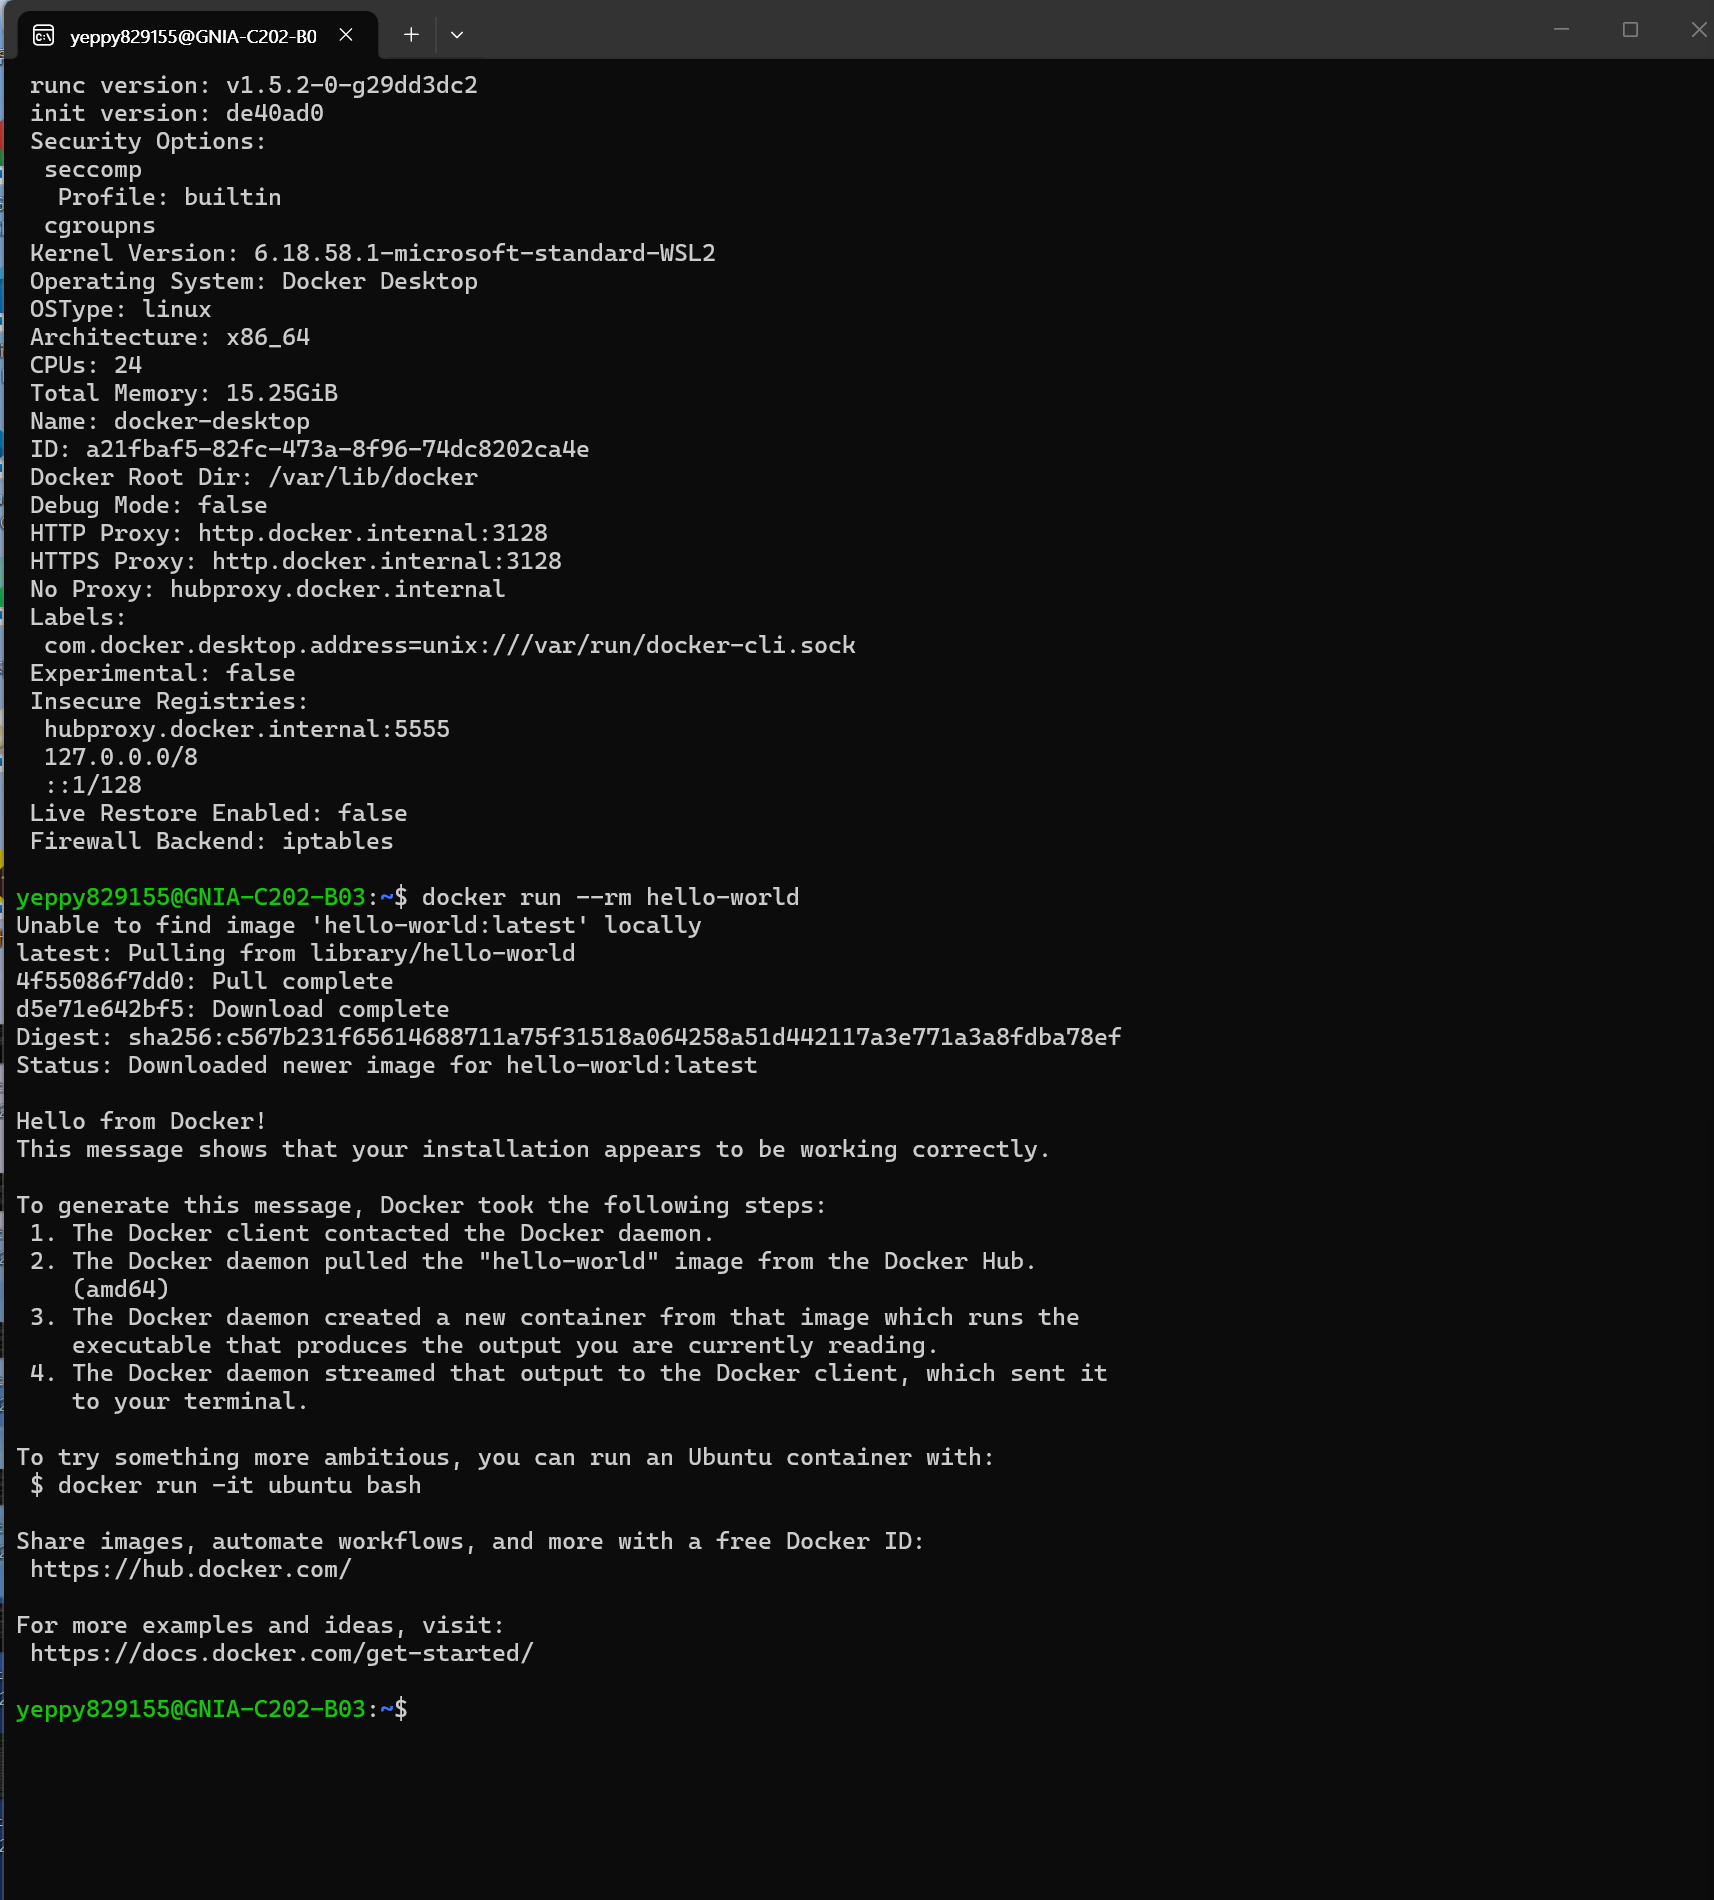 yeppy829155@GNIA-C202-B0
runc version: v1.5.2-0-g29dd3dc2
init version: de40ad0
Security Options:
seccomp
Profile: builtin
cgroupns
Kernel Version: 6.18.58.1-microsoft-standard-WSL2
Operating System: Docker Desktop
OSType: linux
Architecture: x86_64
CPUs: 24
Total Memory: 15.25GiB
Name: docker-desktop
ID: a21fbaf5-82fc-473a-8f96-74dc8202ca4e
Docker Root Dir: /var/lib/docker
Debug Mode: false
HTTP Proxy: http.docker.internal:3128
HTTPS Proxy: http.docker.internal:3128
No Proxy: hubproxy.docker.internal
Labels:
com.docker.desktop.address=unix:///var/run/docker-cli.sock
Experimental: false
Insecure Registries:
hubproxy.docker.internal:5555
127.0.0.0/8
::1/128
Live Restore Enabled: false
Firewall Backend: iptables
yeppy829155@GNIA-C202-B03:~$ docker run --rm hello-world
Unable to find image 'hello-world:latest' locally
latest: Pulling from library/hello-world
4f55086f7dd0: Pull complete
d5e71e642bf5: Download complete
Digest: sha256:c567b231f65614688711a75f31518a064258a51d442117a3e771a3a8fdba78ef
Status: Downloaded newer image for hello-world:latest
Hello from Docker!
This message shows that your installation appears to be working correctly.
To generate this message, Docker took the following steps:
1. The Docker client contacted the Docker daemon.
2. The Docker daemon pulled the "hello-world" image from the Docker Hub.
(amd64)
3. The Docker daemon created a new container from that image which runs the
executable that produces the output you are currently reading.
4. The Docker daemon streamed that output to the Docker client, which sent it
to your terminal.
To try something more ambitious, you can run an Ubuntu container with:
$ docker run -it ubuntu bash
Share images, automate workflows, and more with a free Docker ID:
https://hub.docker.com/
For more examples and ideas, visit:
https://docs.docker.com/get-started/
yeppy829155@GNIA-C202-B03:~$